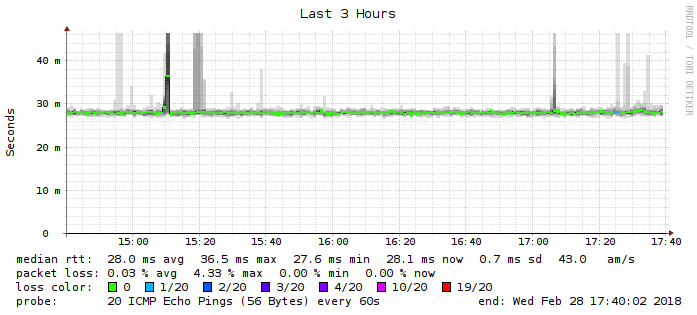 Last 3 Hours
RRDTOOL / TOBI OETIKER
Seconds
40 m
30 m
20 m
10 m
0
15:00 15:20 15:40 16:00 16:20 16:40 17:00 17:20 17:40
median rtt: 28.0 ms avg 36.5 ms max 27.6 ms min 28.1 ms now 0.7 ms sd 43.0 am/s
packet loss: 0.03 % avg 4.33 % max 0.00 % min 0.00 % now
loss color: 0 1/20 2/20 3/20 4/20 10/20 19/20
probe: 20 ICMP Echo Pings (56 Bytes) every 60s end: Wed Feb 28 17:40:02 2018